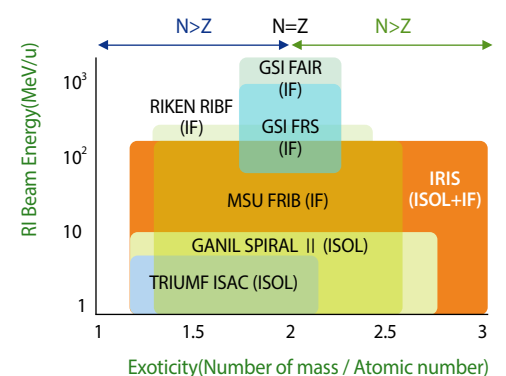 N>Z N=Z N>Z
GSI FAIR
(IF)
RIKEN RIBF
(IF)
GSI FRS
(IF)
IRIS
(ISOL+IF)
MSU FRIB (IF)
GANIL SPIRAL II (ISOL)
TRIUMF ISAC (ISOL)
RI Beam Energy(MeV/u)
10³
10²
10
1
1 1.5 2 2.5 3
Exoticity(Number of mass / Atomic number)